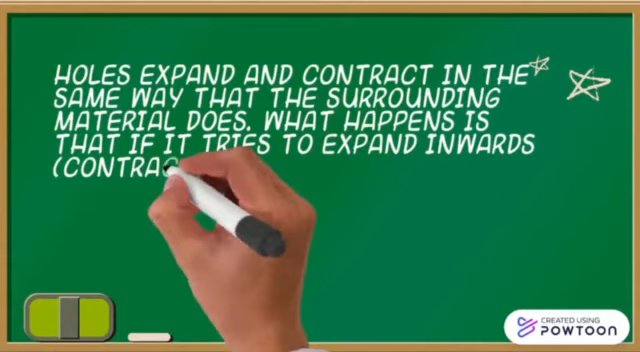 HOLES EXPAND AND CONTRACT IN THE
SAME WAY THAT THE SURROUNDING
MATERIAL DOES. WHAT HAPPENS IS
THAT IF IT TRIES TO EXPAND INWARDS
(CONTRA
CREATED USING
POWTOON